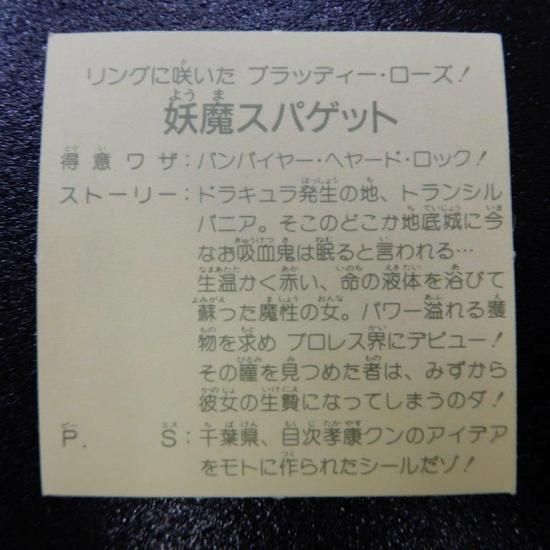 リングに咲いた ブラッディー・ローズ!
妖魔スパゲット
得意ワザ:バンバイヤー・ヘヤード・ロック!
ストーリー:ドラキュラ発生の地、トランシル
バニア。そこのどこか地底城に今
なお吸血鬼は眠ると言われる…
生温かく赤い、命の液体を浴びて
蘇った魔性の女。パワー溢れる獲
物を求め プロレス界にデビュー!
その瞳を見つめた者は、みずから
彼女の生贄になってしまうのダ!
P. S:千葉県、目次孝康クンのアイデア
をモトに作られたシールだゾ!